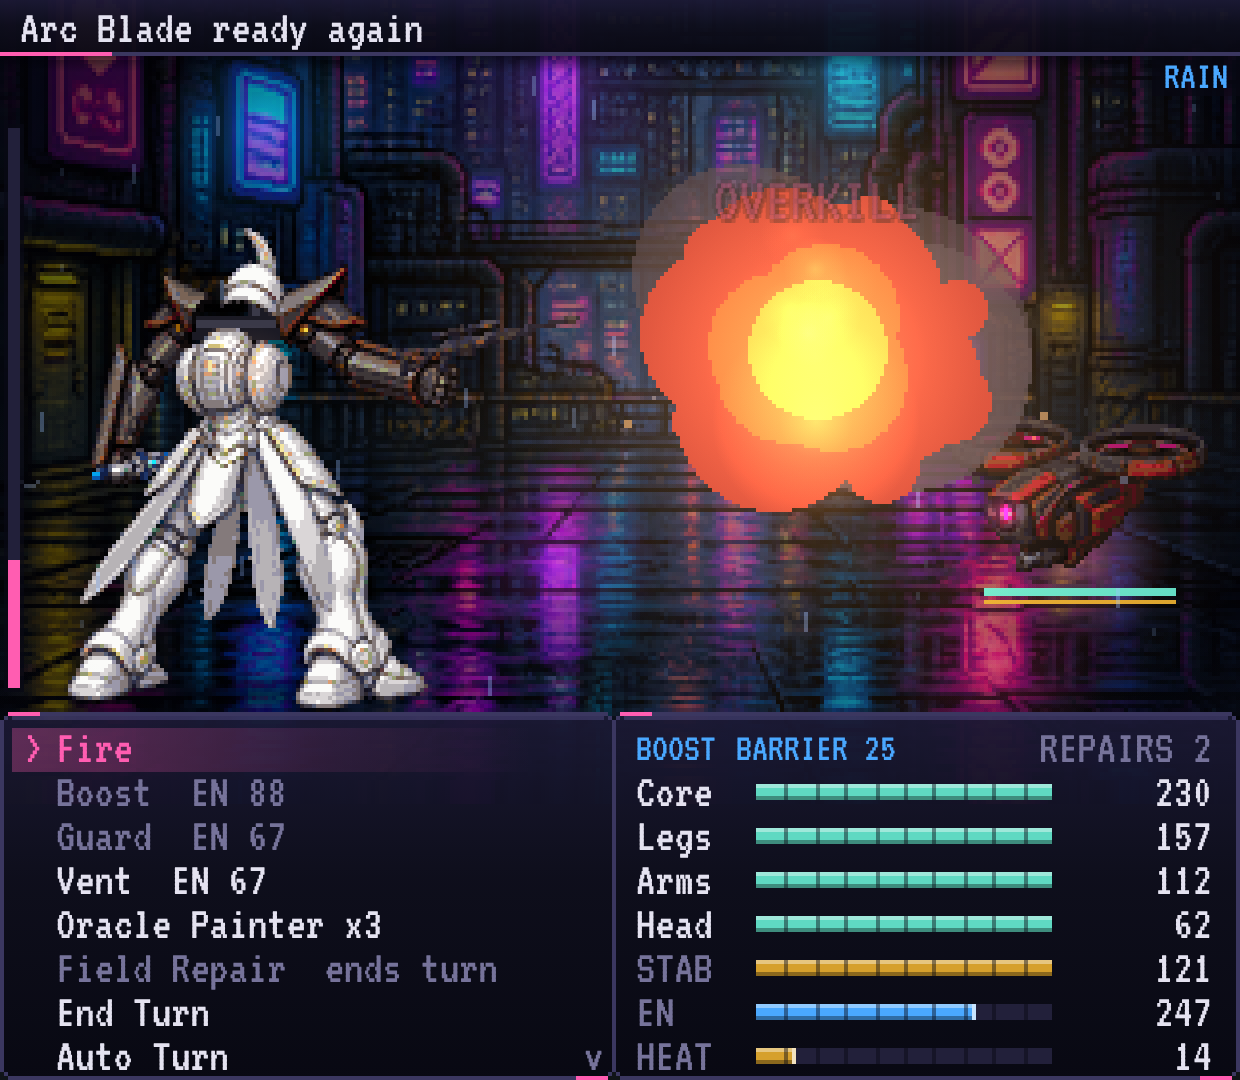 Arc Blade ready again
RAIN
OVERKILL
> Fire
Boost EN 88
Guard EN 67
Vent EN 67
Oracle Painter x3
Field Repair ends turn
End Turn
Auto Turn v
BOOST BARRIER 25 REPAIRS 2
Core 230
Legs 157
Arms 112
Head 62
STAB 121
EN 247
HEAT 14